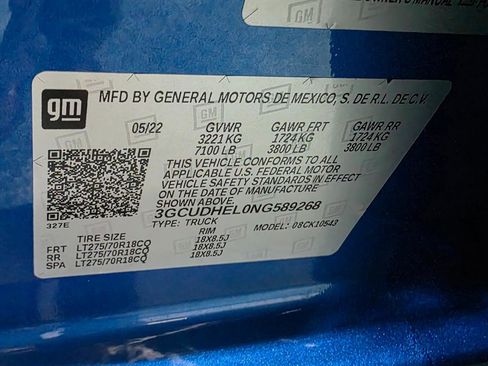 OWNER'S MANUAL
GM
gm
MFD BY GENERAL MOTORS DE MEXICO, S. DE R.L. DE C.V.
05/22 GVWR GAWR FRT GAWR RR
3221 KG 1724 KG 1724 KG
7100 LB 3800 LB 3800 LB
THIS VEHICLE CONFORMS TO ALL
APPLICABLE U.S. FEDERAL MOTOR
VEHICLE SAFETY STANDARDS IN
EFFECT ON THE DATE OF MANUFACTURE
SHOWN ABOVE.
3GCUDHEL0NG589268
327E TYPE: TRUCK MODEL: 08CK10543
TIRE SIZE RIM
FRT LT275/70R18CQ 18X8.5J
RR LT275/70R18CQ 18X8.5J
SPA LT275/70R18CQ 18X8.5J